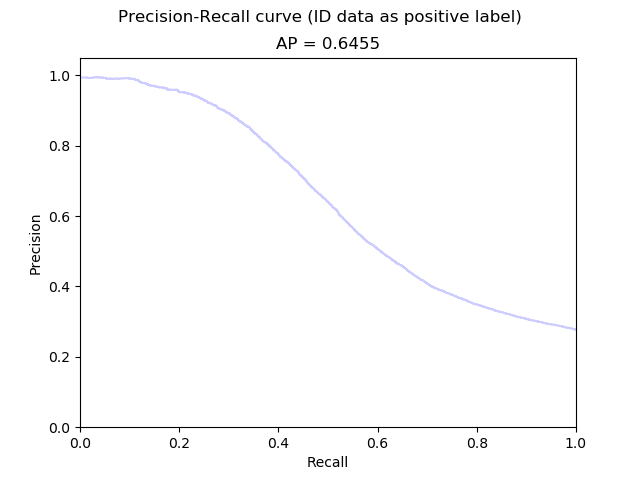 Precision-Recall curve (ID data as positive label)
AP = 0.6455
1.0
0.8
0.6
0.4
0.2
0.0
Precision
0.0 0.2 0.4 0.6 0.8 1.0
Recall